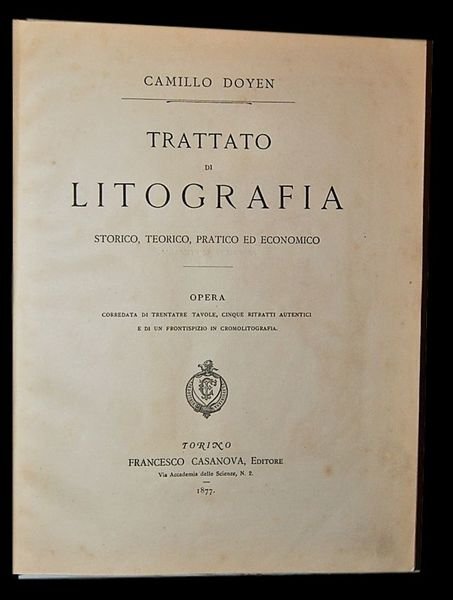 CAMILLO DOYEN
TRATTATO
DI
LITOGRAFIA
STORICO, TEORICO, PRATICO ED ECONOMICO
OPERA
CORREDATA DI TRENTATRE TAVOLE, CINQUE RITRATTI AUTENTICI
E DI UN FRONTISPIZIO IN CROMOLITOGRAFIA.
TORINO
FRANCESCO CASANOVA, EDITORE
Via Accademia delle Scienze, N. 2.
1877.